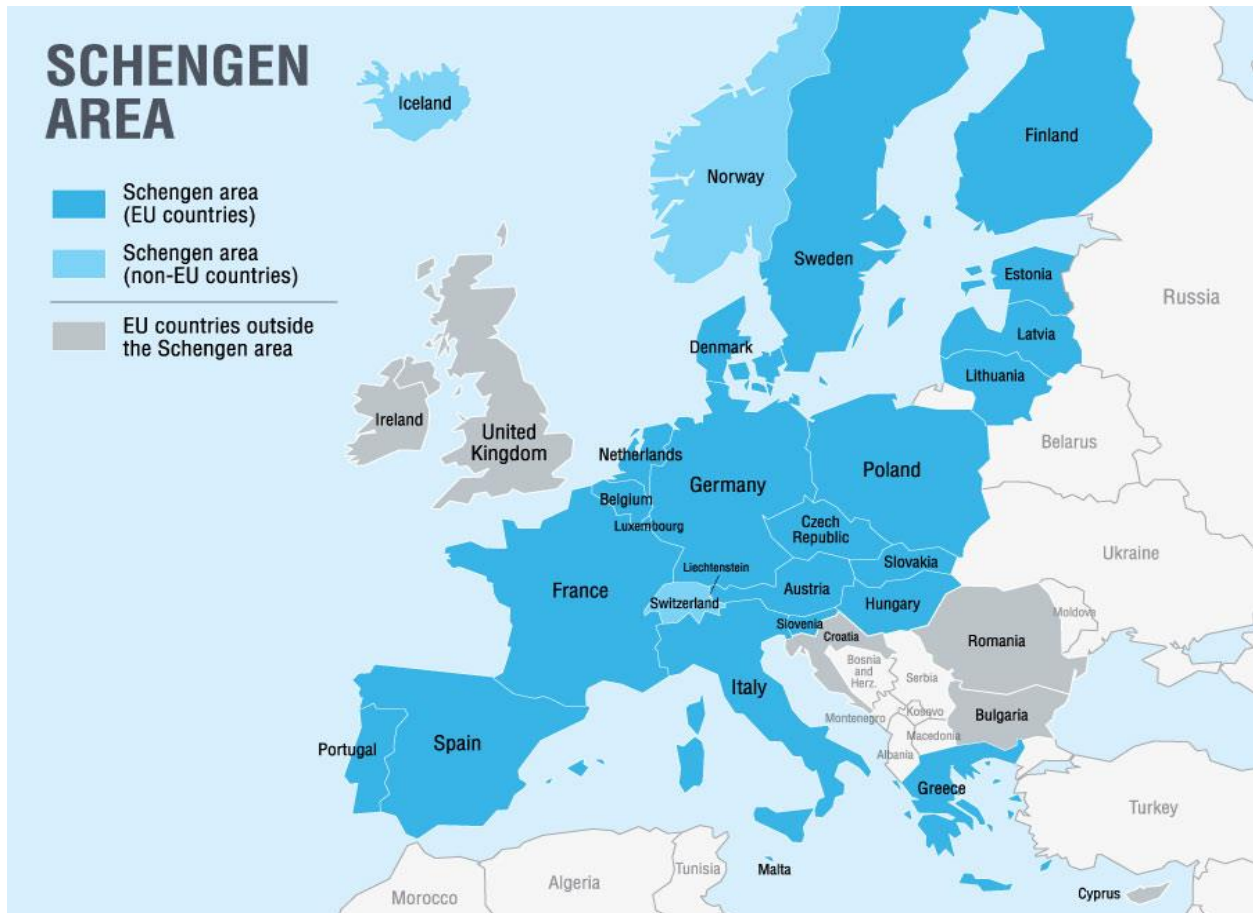 SCHENGEN
AREA
Schengen area
(EU countries)
Schengen area
(non-EU countries)
EU countries outside
the Schengen area
Iceland
Norway
Sweden
Finland
Estonia
Latvia
Lithuania
Russia
Denmark
Ireland
United
Kingdom
Netherlands
Belgium
Luxembourg
Germany
Poland
Belarus
Czech
Republic
Slovakia
Ukraine
Liechtenstein
France
Switzerland
Austria
Hungary
Moldova
Slovenia
Croatia
Romania
Bosnia
and
Herz.
Serbia
Italy
Montenegro
Kosovo
Bulgaria
Macedonia
Albania
Portugal
Spain
Greece
Turkey
Malta
Cyprus
Morocco
Algeria
Tunisia